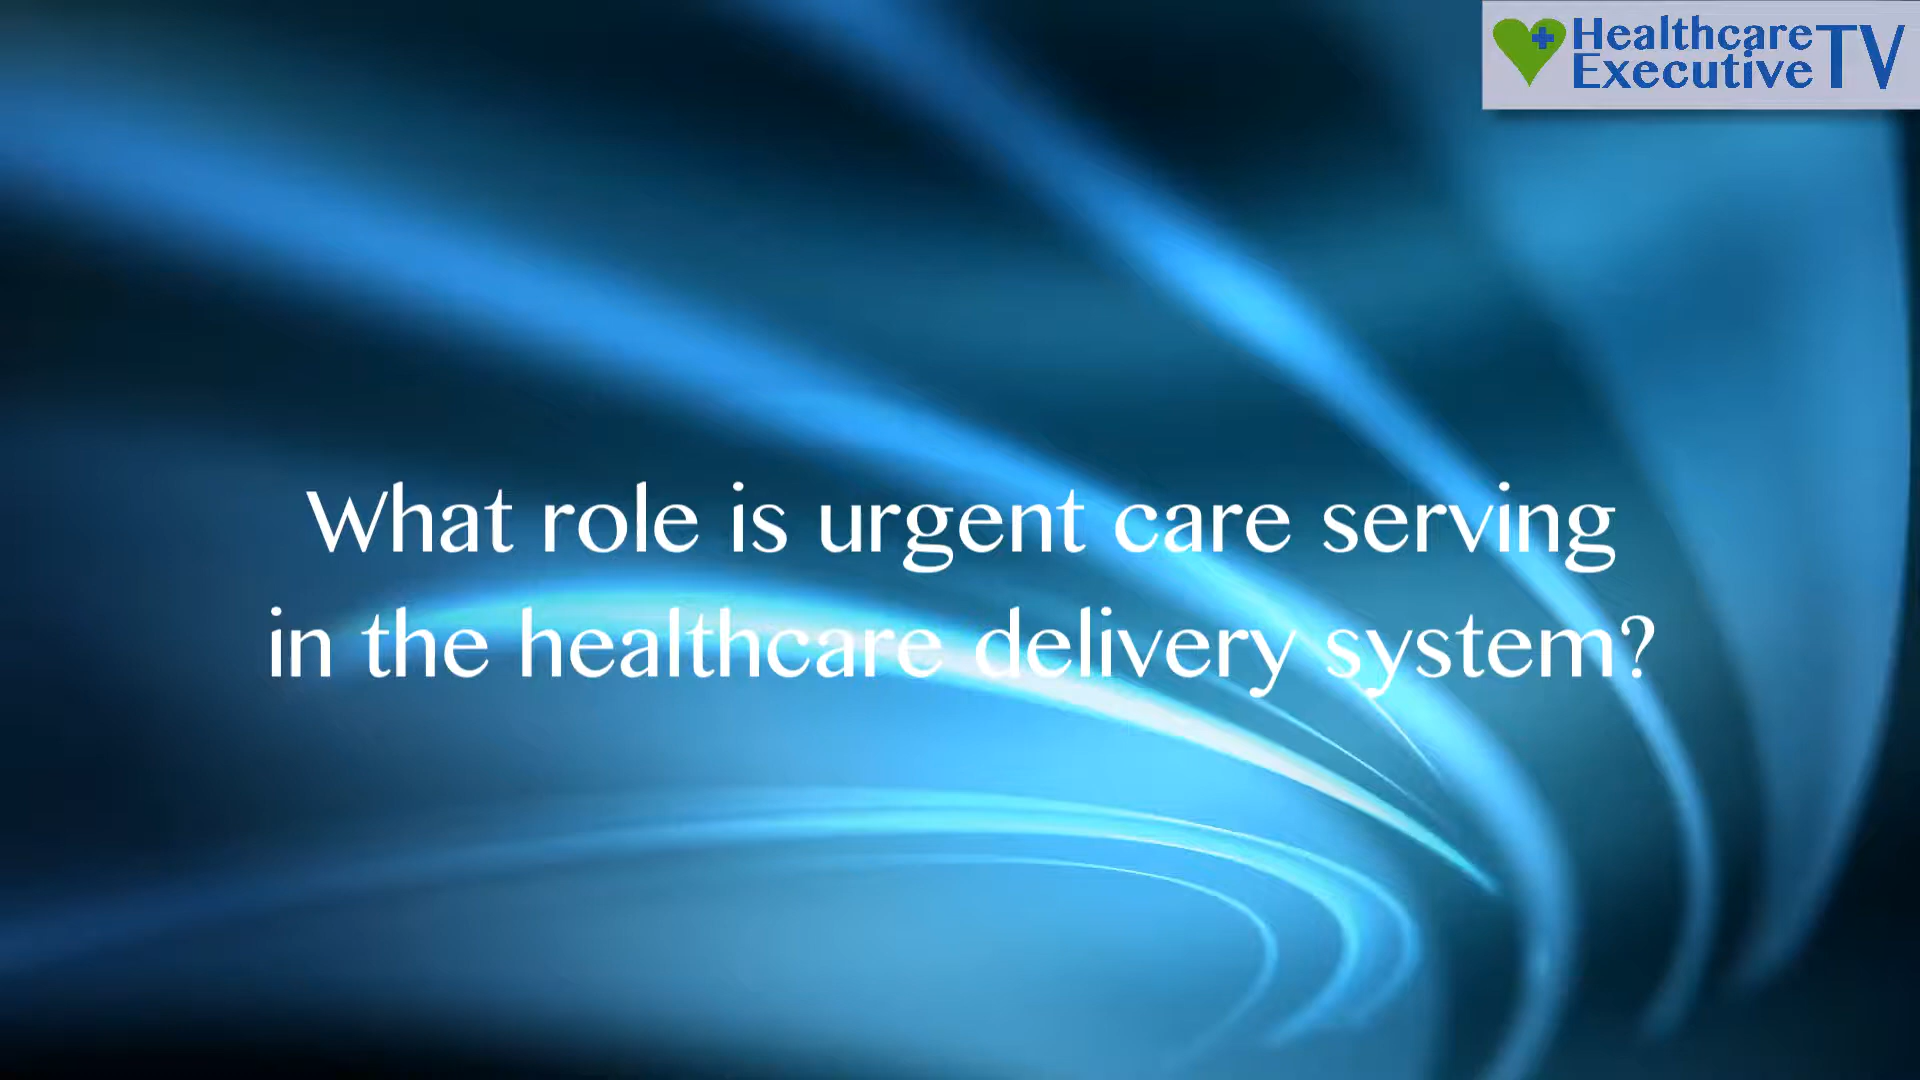 Healthcare
Executive TV
What role is urgent care serving
in the healthcare delivery system?